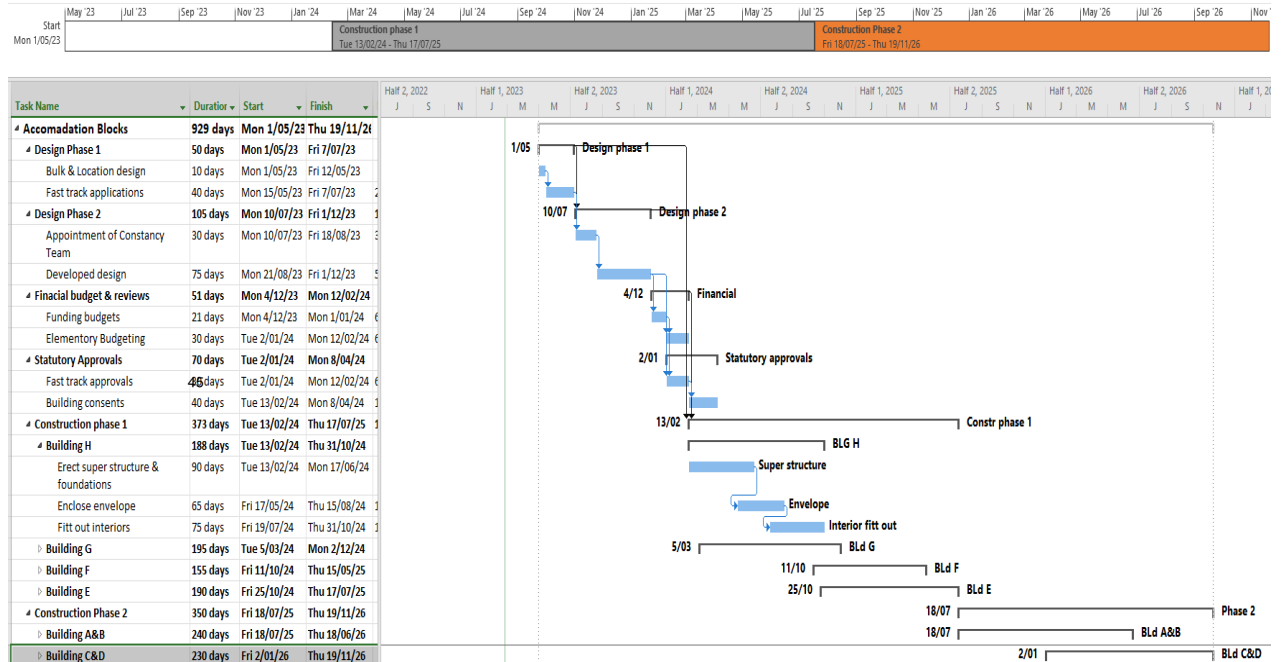 May '23 Jul '23 Sep '23 Nov '23 Jan '24 Mar '24 May '24 Jul '24 Sep '24 Nov '24 Jan '25 Mar '25 May '25 Jul '25 Sep '25 Nov '25 Jan '26 Mar '26 May '26 Jul '26 Sep '26 Nov '
Start
Mon 1/05/23
Construction phase 1
Tue 13/02/24 - Thu 17/07/25
Construction Phase 2
Fri 18/07/25 - Thu 19/11/26
Half 2, 2022 Half 1, 2023 Half 2, 2023 Half 1, 2024 Half 2, 2024 Half 1, 2025 Half 2, 2025 Half 1, 2026 Half 2, 2026 Half 1, 20
Task Name Duration Start Finish J S N J M M J S N J M M J S N J M M J S N J M M J S N J
Accomadation Blocks 929 days Mon 1/05/23 Thu 19/11/26
Design Phase 1 50 days Mon 1/05/23 Fri 7/07/23 1/05 Design phase 1
Bulk & Location design 10 days Mon 1/05/23 Fri 12/05/23
Fast track applications 40 days Mon 15/05/23 Fri 7/07/23 2
Design Phase 2 105 days Mon 10/07/23 Fri 1/12/23 1 10/07 Design phase 2
Appointment of Constancy 30 days Mon 10/07/23 Fri 18/08/23 3
Team
Developed design 75 days Mon 21/08/23 Fri 1/12/23 5
Finacial budget & reviews 51 days Mon 4/12/23 Mon 12/02/24 4/12 Financial
Funding budgets 21 days Mon 4/12/23 Mon 1/01/24 6
Elementory Budgeting 30 days Tue 2/01/24 Mon 12/02/24 6
Statutory Approvals 70 days Tue 2/01/24 Mon 8/04/24 2/01 Statutory approvals
Fast track approvals 45 days Tue 2/01/24 Mon 12/02/24 6
Building consents 40 days Tue 13/02/24 Mon 8/04/24 1
Construction phase 1 373 days Tue 13/02/24 Thu 17/07/25 1 13/02 Constr phase 1
Building H 188 days Tue 13/02/24 Thu 31/10/24 BLG H
Erect super structure & 90 days Tue 13/02/24 Mon 17/06/24 Super structure
foundations
Enclose envelope 65 days Fri 17/05/24 Thu 15/08/24 1 Envelope
Fitt out interiors 75 days Fri 19/07/24 Thu 31/10/24 1 Interior fitt out
Building G 195 days Tue 5/03/24 Mon 2/12/24 5/03 BLd G
Building F 155 days Fri 11/10/24 Thu 15/05/25 11/10 BLd F
Building E 190 days Fri 25/10/24 Thu 17/07/25 25/10 BLd E
Construction Phase 2 350 days Fri 18/07/25 Thu 19/11/26 18/07 Phase 2
Building A&B 240 days Fri 18/07/25 Thu 18/06/26 18/07 BLd A&B
Building C&D 230 days Fri 2/01/26 Thu 19/11/26 2/01 BLd C&D